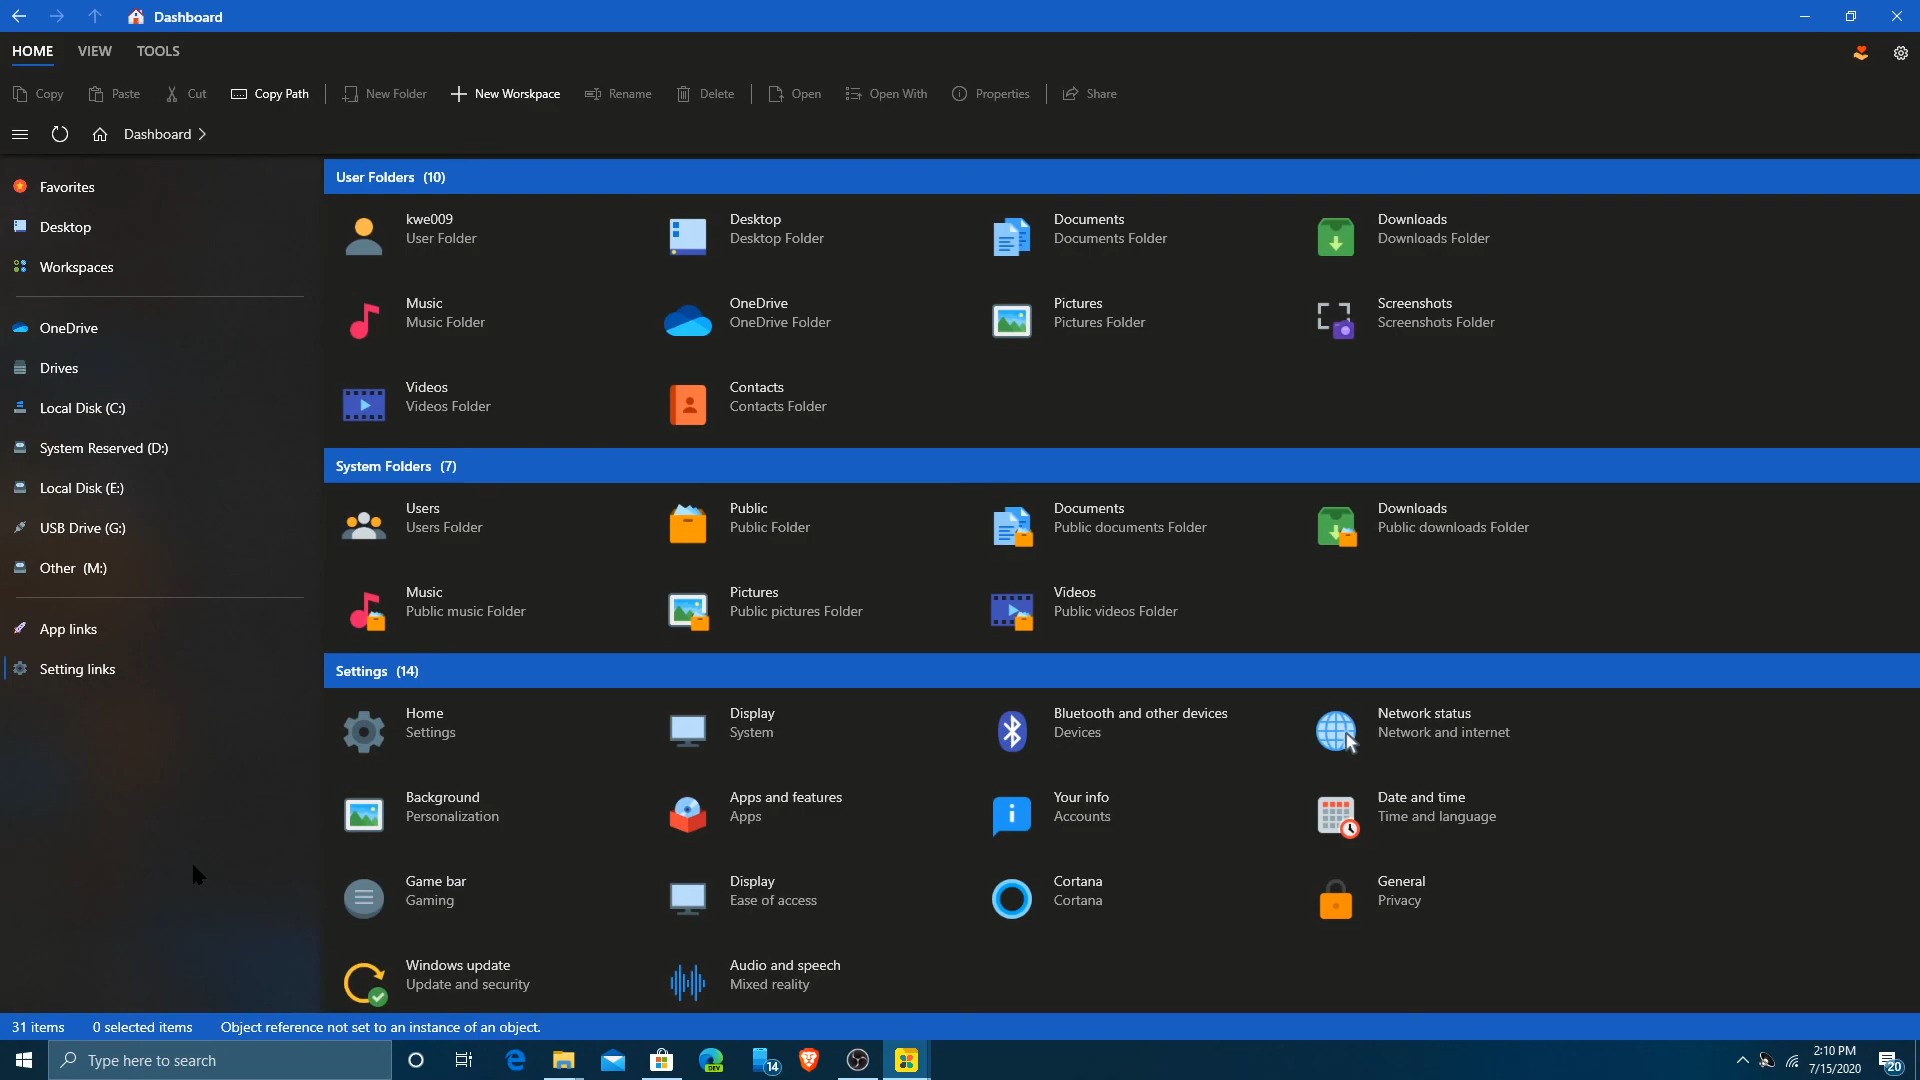 Dashboard
HOME VIEW TOOLS
Copy Paste Cut Copy Path New Folder New Worskpace Rename Delete Open Open With Properties Share
Dashboard
Favorites
Desktop
Workspaces
OneDrive
Drives
Local Disk (C:)
System Reserved (D:)
Local Disk (E:)
USB Drive (G:)
Other (M:)
App links
Setting links
User Folders (10)
kwe009
User Folder
Desktop
Desktop Folder
Documents
Documents Folder
Downloads
Downloads Folder
Music
Music Folder
OneDrive
OneDrive Folder
Pictures
Pictures Folder
Screenshots
Screenshots Folder
Videos
Videos Folder
Contacts
Contacts Folder
System Folders (7)
Users
Users Folder
Public
Public Folder
Documents
Public documents Folder
Downloads
Public downloads Folder
Music
Public music Folder
Pictures
Public pictures Folder
Videos
Public videos Folder
Settings (14)
Home
Settings
Display
System
Bluetooth and other devices
Devices
Network status
Network and internet
Background
Personalization
Apps and features
Apps
Your info
Accounts
Date and time
Time and language
Game bar
Gaming
Display
Ease of access
Cortana
Cortana
General
Privacy
Windows update
Update and security
Audio and speech
Mixed reality
31 items 0 selected items Object reference not set to an instance of an object.
Type here to search
DEV
14
2:10 PM
7/15/2020
20